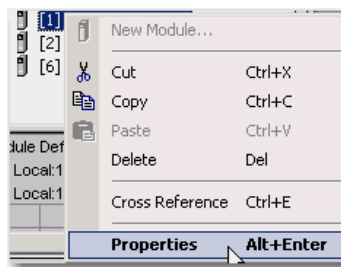 [1]
[2]
[6]
New Module...
Cut Ctrl+X
Copy Ctrl+C
Paste Ctrl+V
Delete Del
Cross Reference Ctrl+E
Properties Alt+Enter
dule Def
Local:1
Local:1